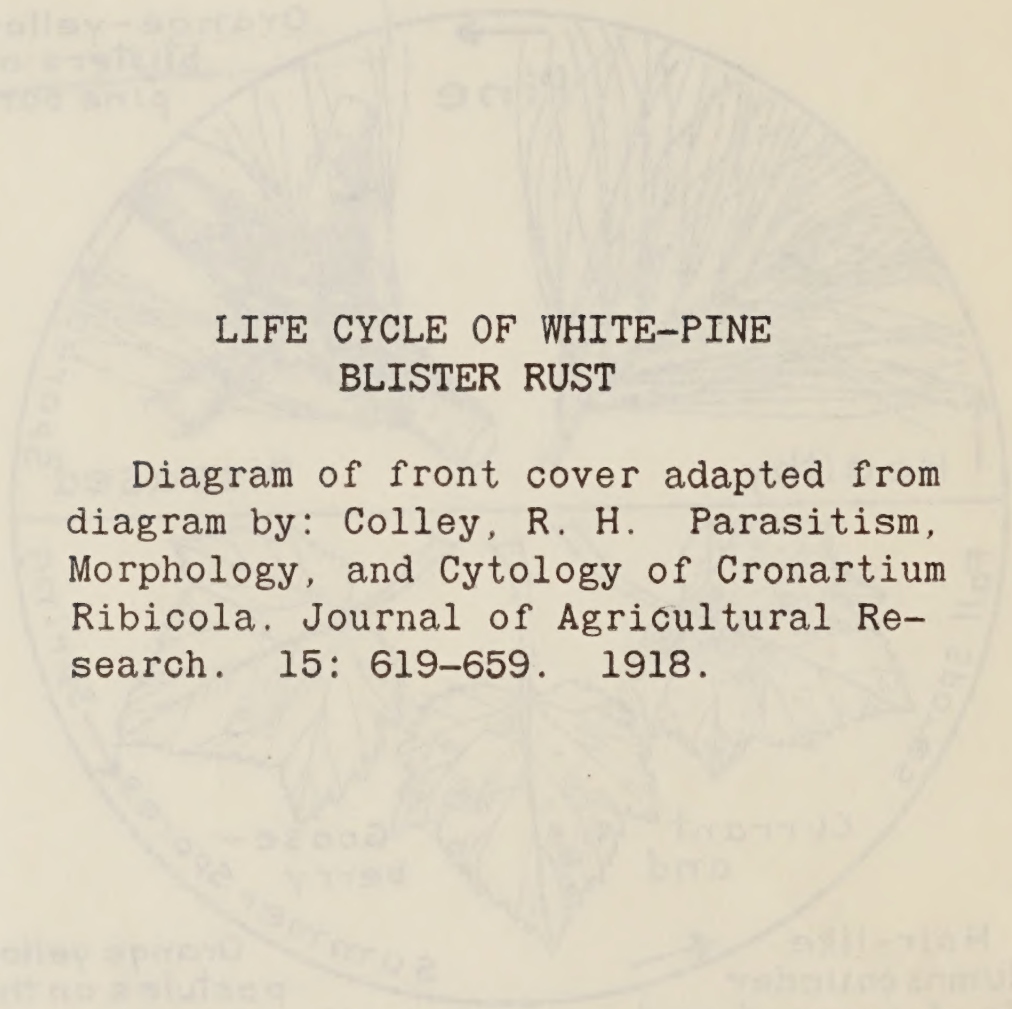 LIFE CYCLE OF WHITE-PINE
BLISTER RUST
Diagram of front cover adapted from
diagram by: Colley, R. H. Parasitism,
Morphology, and Cytology of Cronartium
Ribicola. Journal of Agricultural Re-
search. 15: 619-659. 1918.